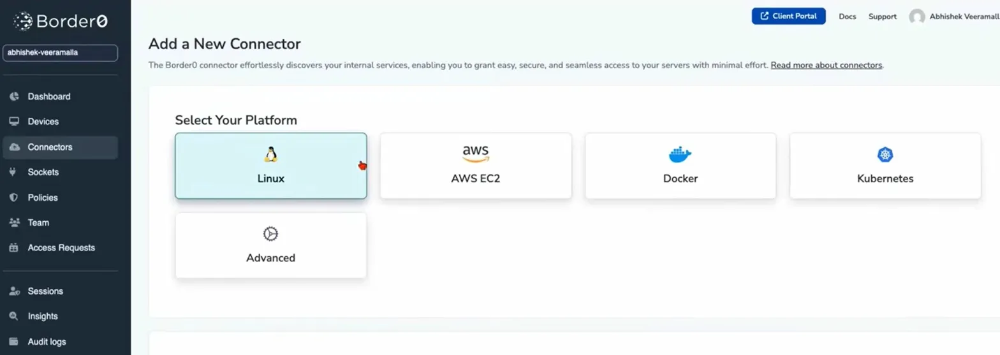 Border0
abhishek-veeramalla
Dashboard
Devices
Connectors
Sockets
Policies
Team
Access Requests
Sessions
Insights
Audit logs
Client Portal
Docs
Support
Abhishek Veeramall
Add a New Connector
The Border0 connector effortlessly discovers your internal services, enabling you to grant easy, secure, and seamless access to your servers with minimal effort. Read more about connectors.
Select Your Platform
Linux
aws
AWS EC2
Docker
Kubernetes
Advanced